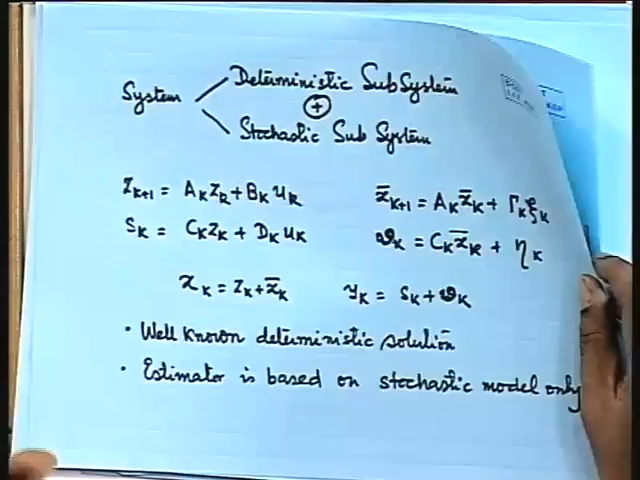 System
Deterministic SubSystem
+
Stochastic Sub System
z_{k+1} = A_k z_k + B_k u_k
x̄_{k+1} = A_k x̄_k + Γ_k ξ_k
s_k = C_k z_k + D_k u_k
ϑ_k = C_k x̄_k + η_k
x_k = z_k + x̄_k
y_k = s_k + ϑ_k
• Well known deterministic solution
• Estimator is based on stochastic model only